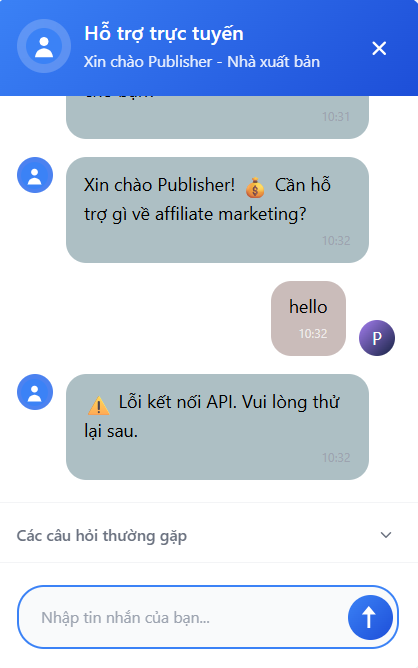 Hỗ trợ trực tuyến
Xin chào Publisher - Nhà xuất bản
10:31
Xin chào Publisher! 💰 Cần hỗ
trợ gì về affiliate marketing?
10:32
hello
10:32
P
⚠️ Lỗi kết nối API. Vui lòng thử
lại sau.
10:32
Các câu hỏi thường gặp
Nhập tin nhắn của bạn...